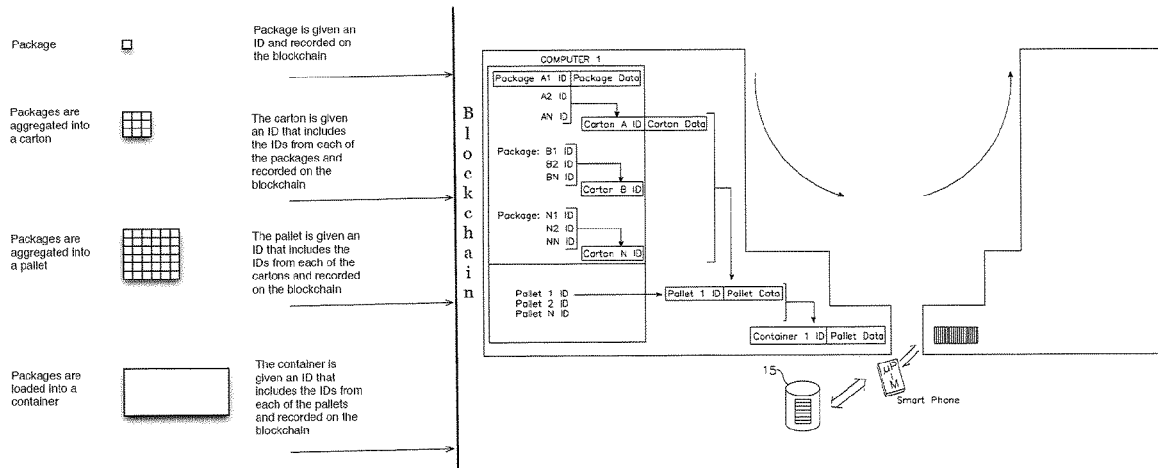 Package
Package is given
an ID and recorded on
the blockchain
Packages are
aggregated into
a carton
The carton is given
an ID that includes
the IDs from each of
the packages and
recorded on the
blockchain
Packages are
aggregated into
a pallet
The pallet is given an
ID that includes the
IDs from each of the
cartons and recorded
on the blockchain
Packages are
loaded into a
container
The container is
given an ID that
includes the IDs from
each of the pallets
and recorded on the
blockchain
Blockchain
COMPUTER 1
Package A1 ID Package Data
A2 ID
AN ID
Carton A ID Carton Data
Package: B1 ID
B2 ID
BN ID
Carton B ID
Package: N1 ID
N2 ID
NN ID
Carton N ID
Pallet 1 ID
Pallet 2 ID
Pallet N ID
Pallet 1 ID Pallet Data
Container 1 ID Pallet Data
15
μP
M
Smart Phone